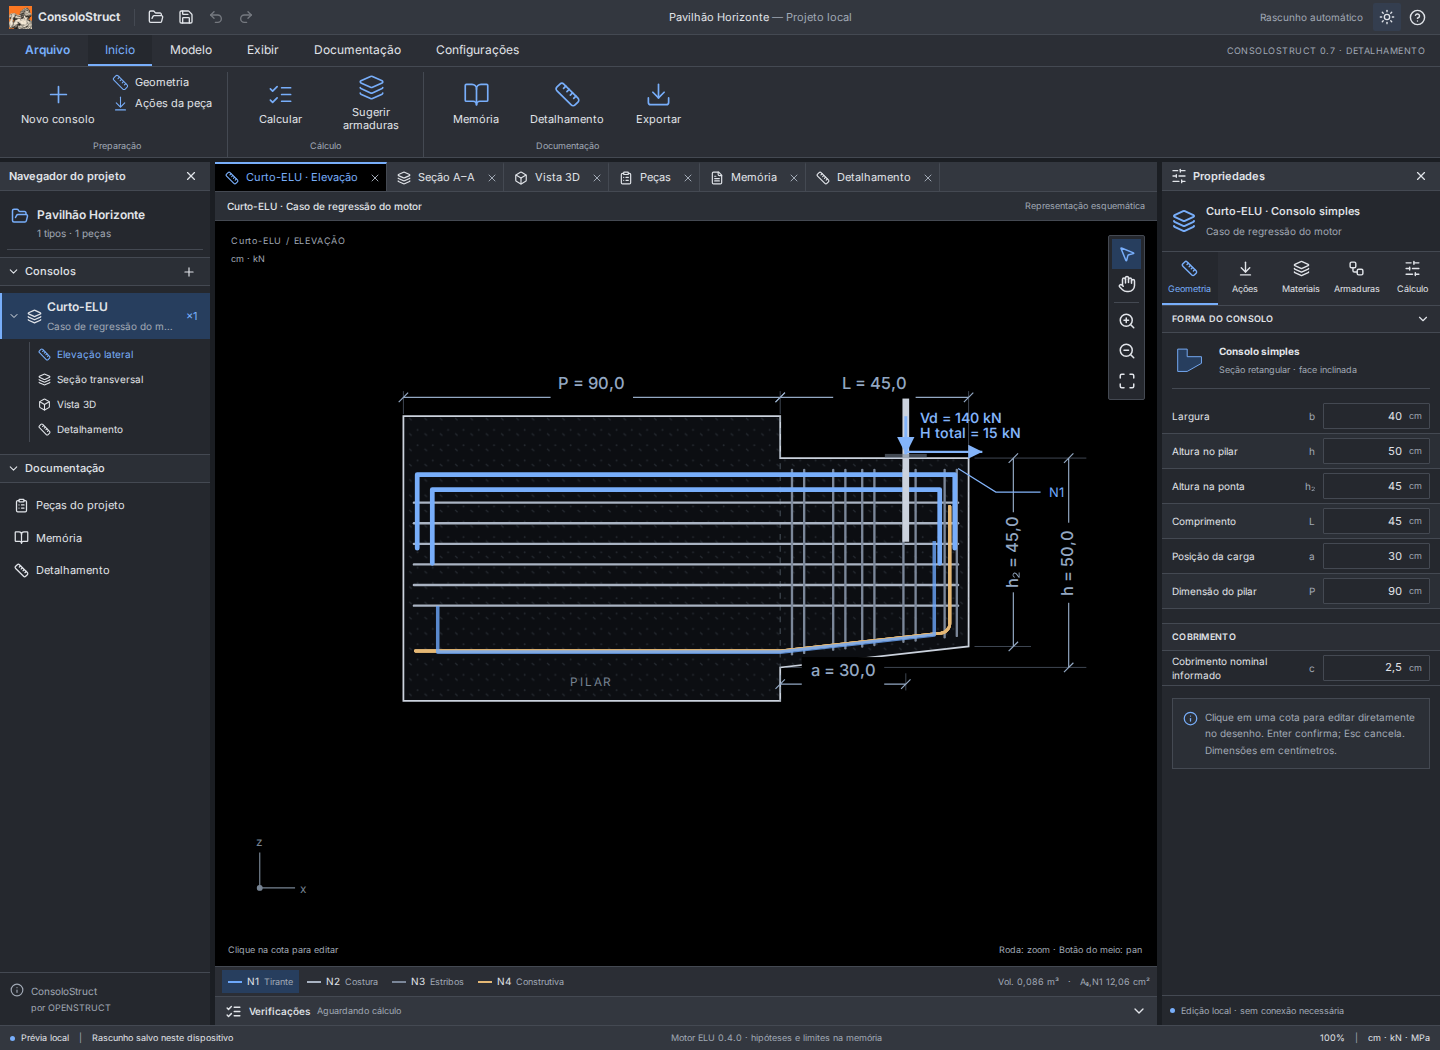 ConsoloStruct
Pavilhão Horizonte — Projeto local
Rascunho automático
Arquivo
Início
Modelo
Exibir
Documentação
Configurações
CONSOLOSTRUCT 0.7 · DETALHAMENTO
Novo consolo
Geometria
Ações da peça
Preparação
Calcular
Sugerir
armaduras
Cálculo
Memória
Detalhamento
Exportar
Documentação
Navegador do projeto
Pavilhão Horizonte
1 tipos · 1 peças
Consolos
Curto-ELU
Caso de regressão do m...
×1
Elevação lateral
Seção transversal
Vista 3D
Detalhamento
Documentação
Peças do projeto
Memória
Detalhamento
ConsoloStruct
por OPENSTRUCT
Curto-ELU · Elevação
Seção A–A
Vista 3D
Peças
Memória
Detalhamento
Curto-ELU · Caso de regressão do motor
Representação esquemática
Curto-ELU / ELEVAÇÃO
cm · kN
P = 90,0
L = 45,0
Vd = 140 kN
H total = 15 kN
N1
h₂ = 45,0
h = 50,0
a = 30,0
PILAR
z
x
Clique na cota para editar
Roda: zoom · Botão do meio: pan
N1 Tirante
N2 Costura
N3 Estribos
N4 Construtiva
Vol. 0,086 m³ · Aₛ,N1 12,06 cm²
Verificações Aguardando cálculo
Propriedades
Curto-ELU · Consolo simples
Caso de regressão do motor
Geometria
Ações
Materiais
Armaduras
Cálculo
FORMA DO CONSOLO
Consolo simples
Seção retangular · face inclinada
Largura b 40 cm
Altura no pilar h 50 cm
Altura na ponta h₂ 45 cm
Comprimento L 45 cm
Posição da carga a 30 cm
Dimensão do pilar P 90 cm
COBRIMENTO
Cobrimento nominal
informado c 2,5 cm
Clique em uma cota para editar diretamente
no desenho. Enter confirma; Esc cancela.
Dimensões em centímetros.
Edição local · sem conexão necessária
Prévia local
Rascunho salvo neste dispositivo
Motor ELU 0.4.0 · hipóteses e limites na memória
100%
cm · kN · MPa